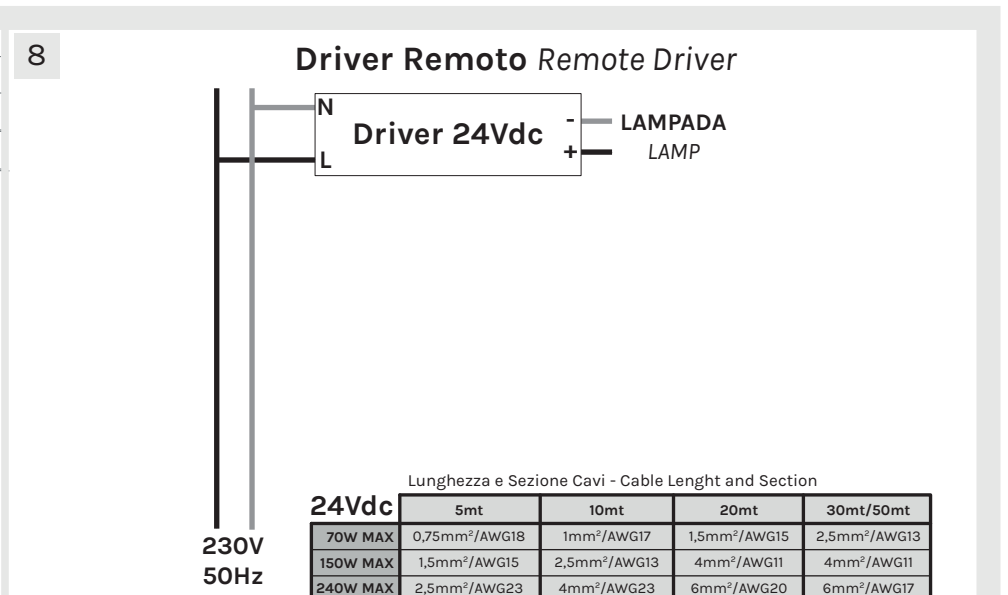 8
Driver Remoto Remote Driver
N
Driver 24Vdc
-
LAMPADA
+
LAMP
L
Lunghezza e Sezione Cavi - Cable Lenght and Section
24Vdc 5mt 10mt 20mt 30mt/50mt
70W MAX 0,75mm²/AWG18 1mm²/AWG17 1,5mm²/AWG15 2,5mm²/AWG13
150W MAX 1,5mm²/AWG15 2,5mm²/AWG13 4mm²/AWG11 4mm²/AWG11
240W MAX 2,5mm²/AWG23 4mm²/AWG23 6mm²/AWG20 6mm²/AWG17
230V
50Hz